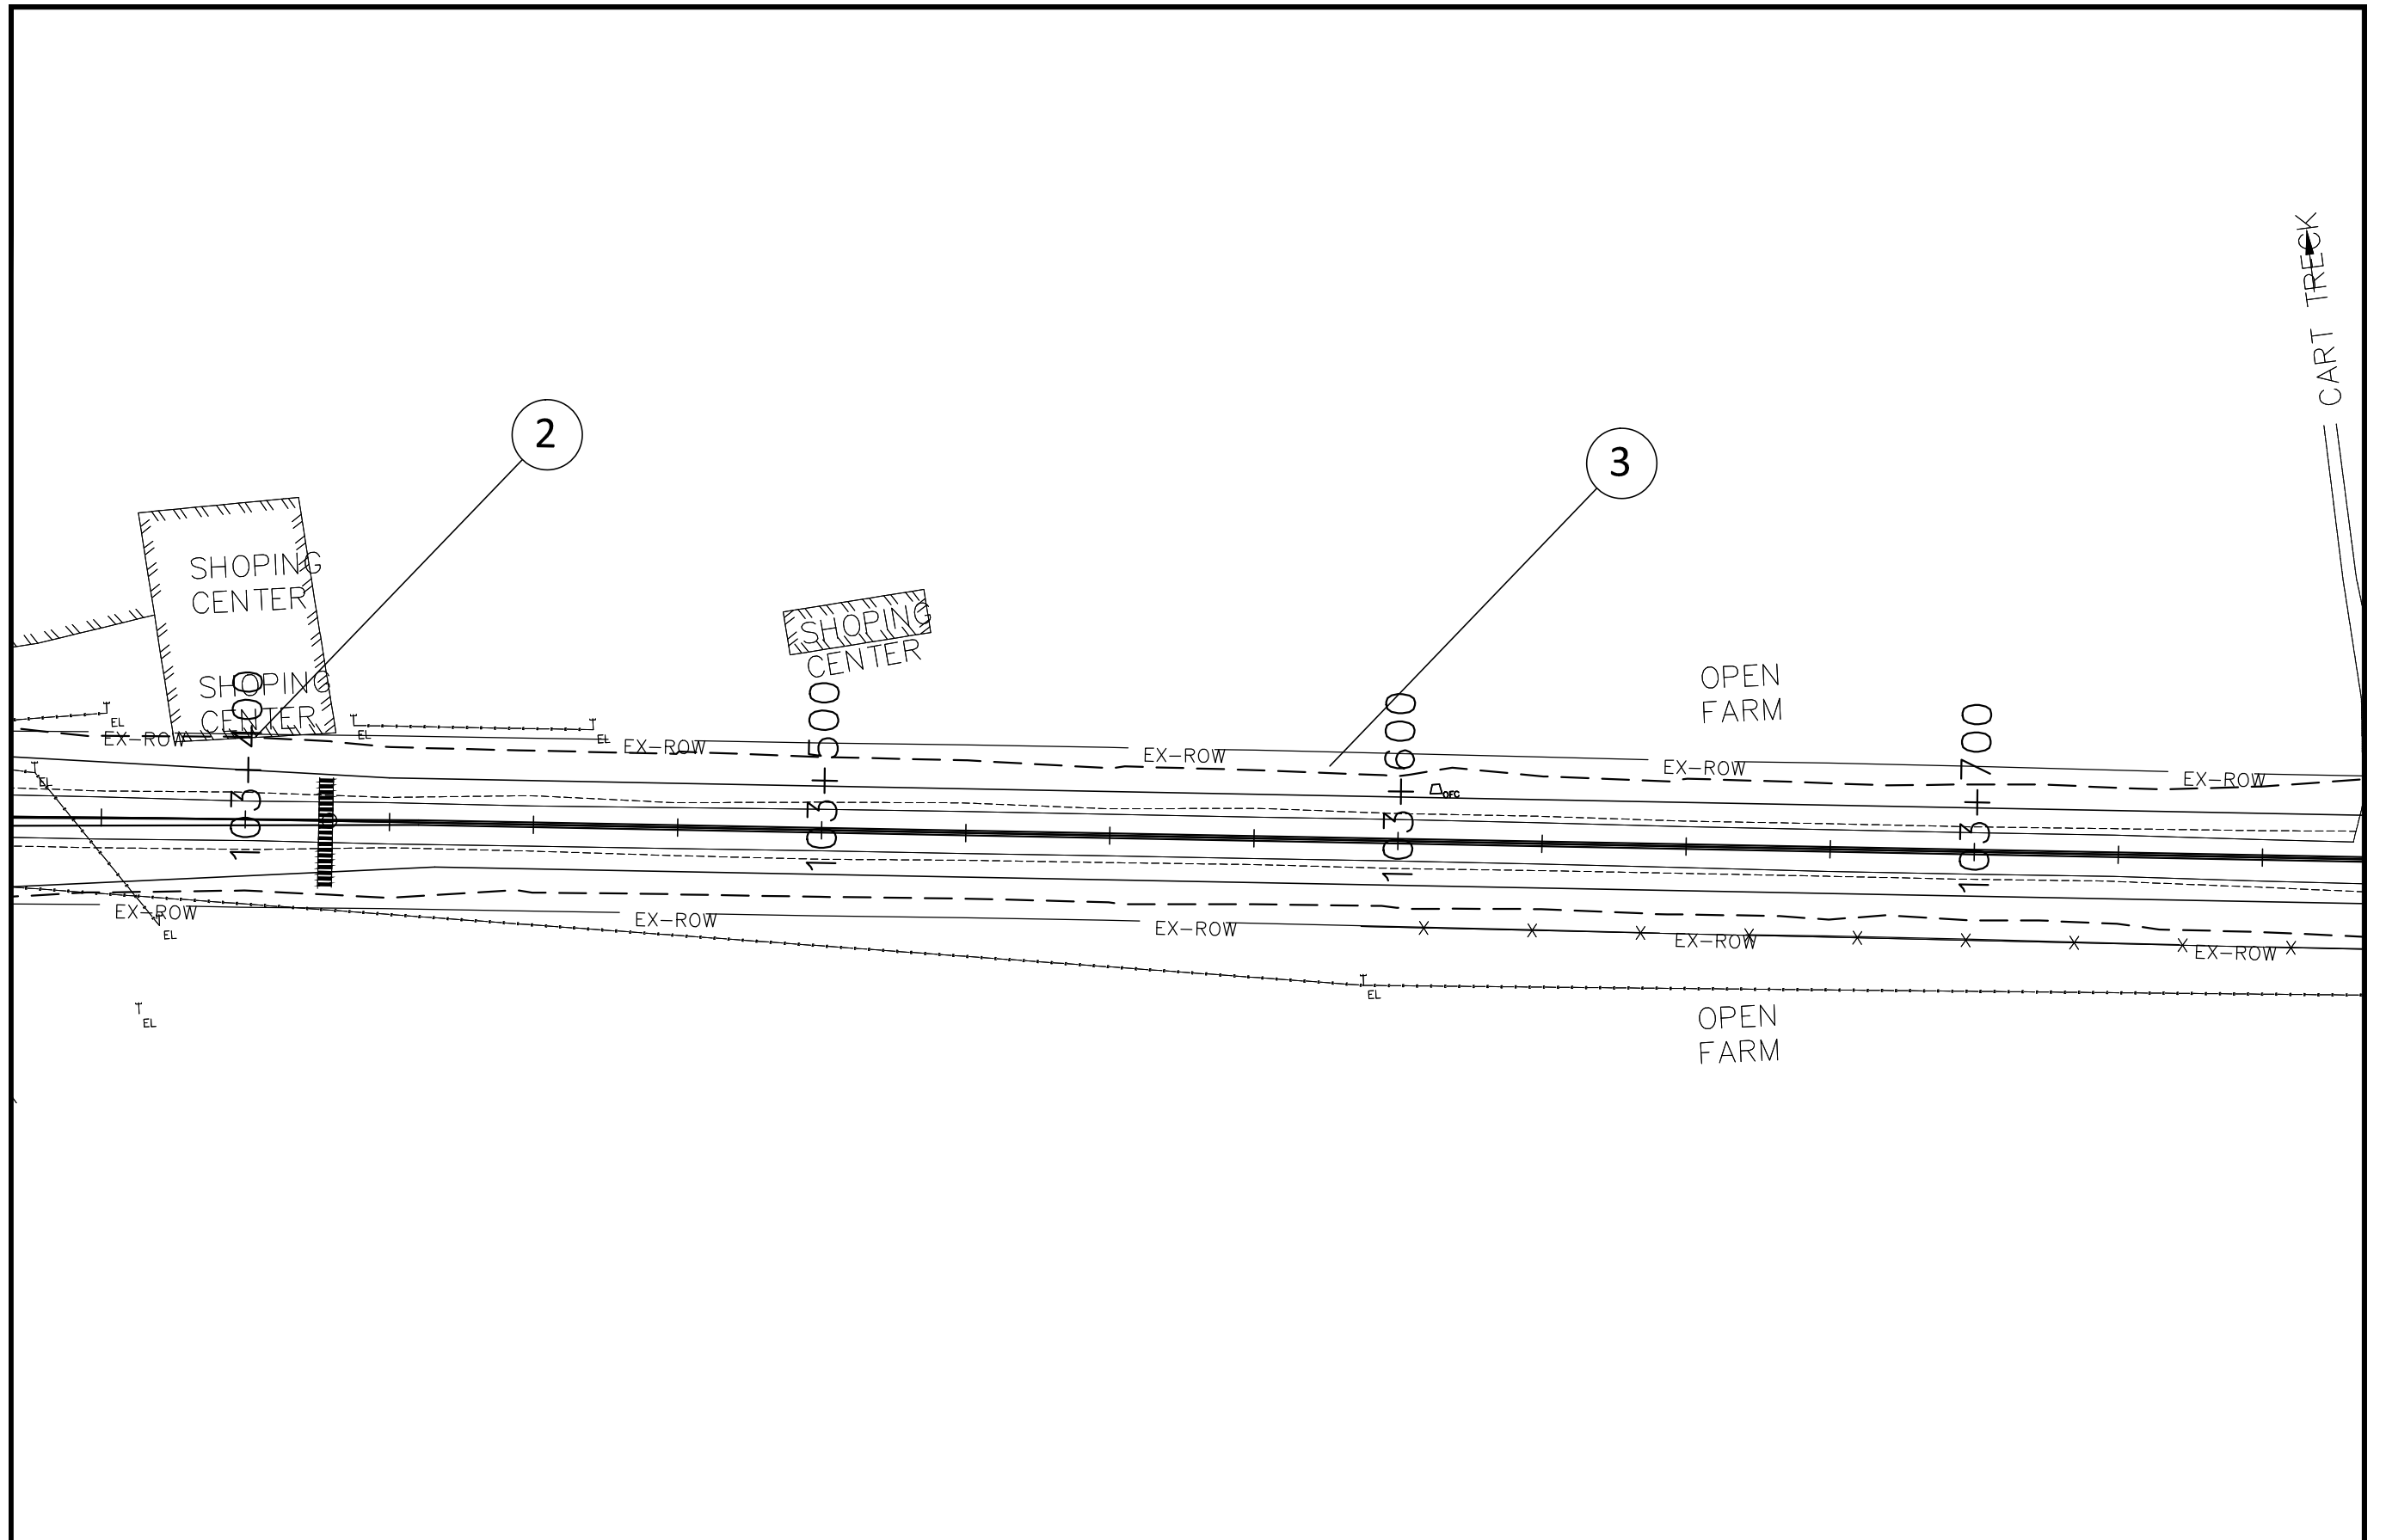 CART TRECK
2
3
SHOPING
CENTER
SHOPING
CENTER
SHOPING
CENTER
OPEN
FARM
103+400
103+500
103+600
103+700
EL
EL
EL
EX-ROW
EX-ROW
EX-ROW
EX-ROW
EX-ROW
EL
OFC
EX-ROW
EX-ROW
EX-ROW
EX-ROW
EX-ROW
EL
EL
EL
OPEN
FARM